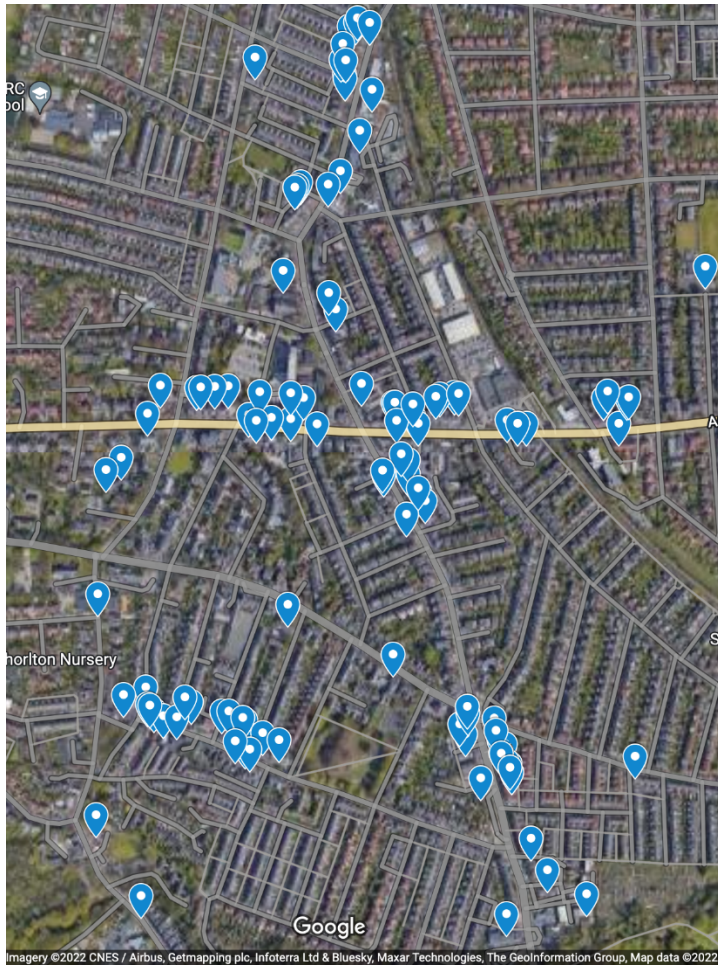 RC
ool
A
horlton Nursery
S
Google
Imagery ©2022 CNES / Airbus, Getmapping plc, Infoterra Ltd & Bluesky, Maxar Technologies, The GeoInformation Group, Map data ©2022